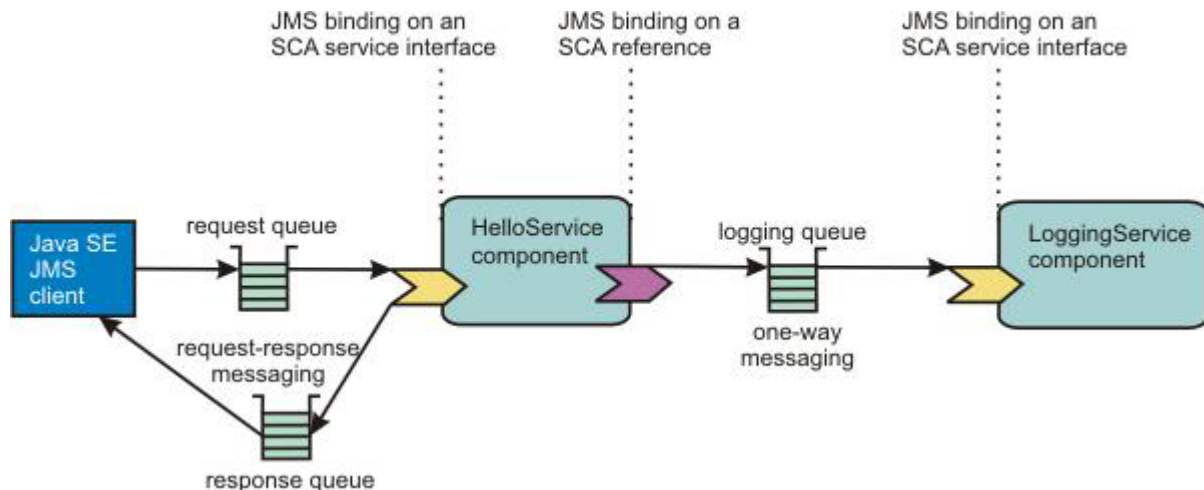 JMS binding on an
SCA service interface
JMS binding on a
SCA reference
JMS binding on an
SCA service interface
Java SE
JMS
client
request queue
HelloService
component
logging queue
LoggingService
component
request-response
messaging
one-way
messaging
response queue